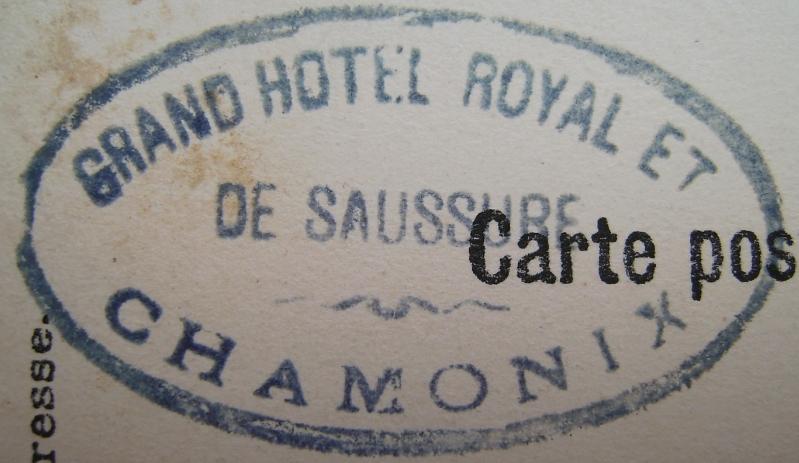 GRAND HOTEL ROYAL ET
DE SAUSSURE
CHAMONIX
Carte pos
resse.